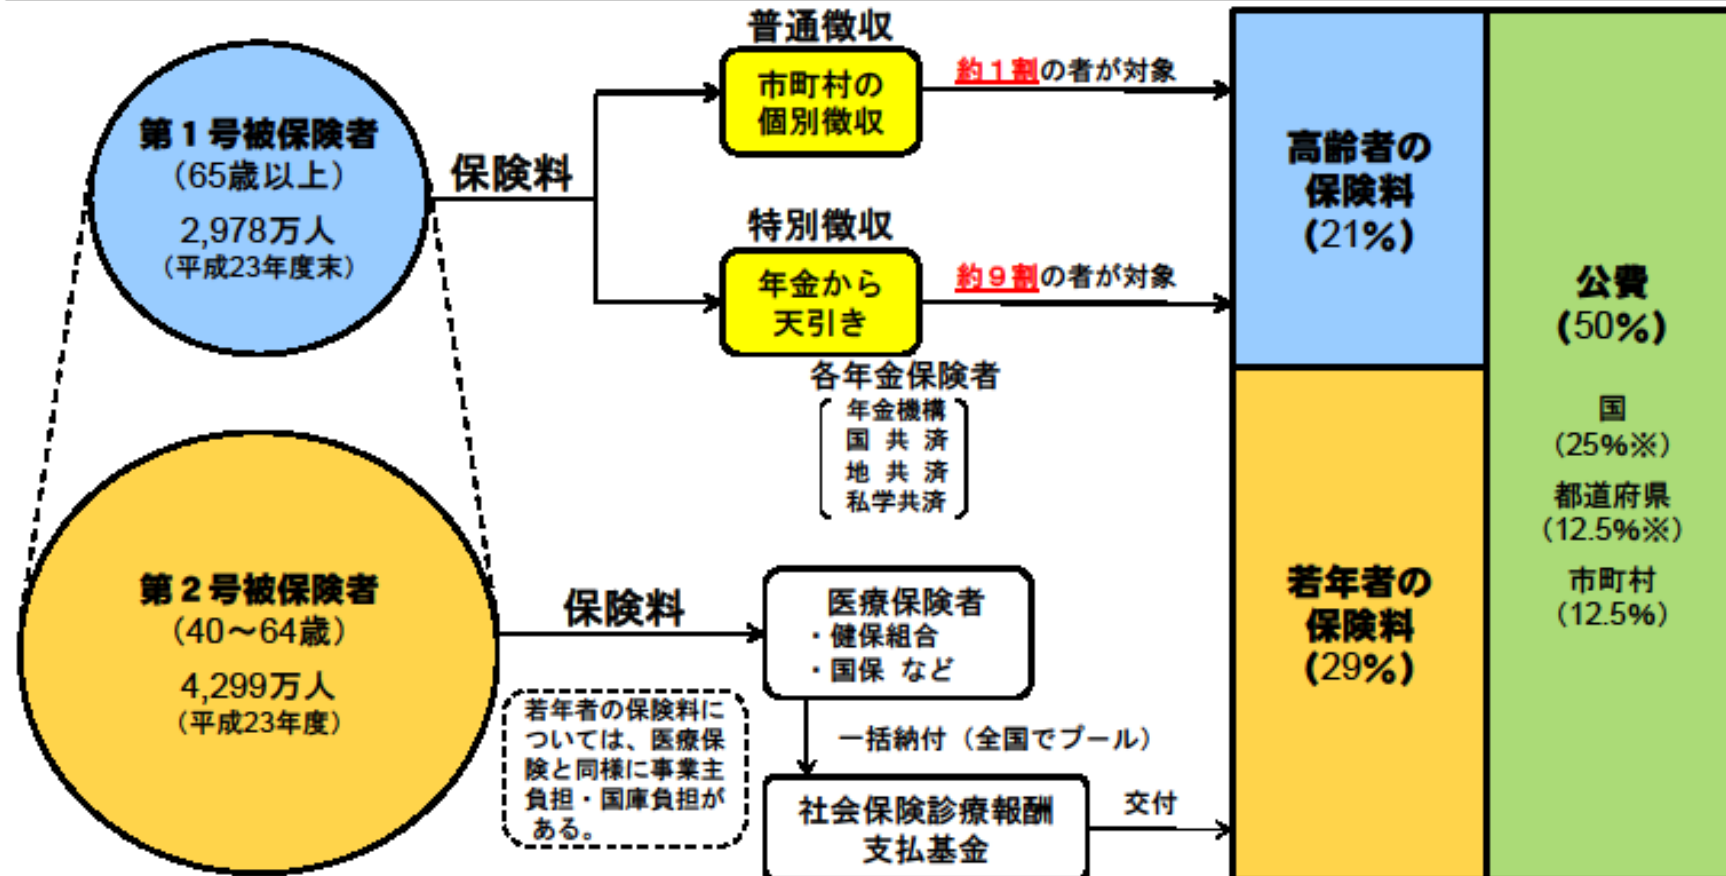 第1号被保険者
(65歳以上)
2,978万人
(平成23年度末)
保険料
普通徴収
市町村の
個別徴収
約1割の者が対象
特別徴収
年金から
天引き
約9割の者が対象
各年金保険者
年金機構
国 共 済
地 共 済
私学共済
第2号被保険者
(40～64歳)
4,299万人
(平成23年度)
保険料
医療保険者
・健保組合
・国保 など
若年者の保険料に
ついては、医療保
険と同様に事業主
負担・国庫負担が
ある。
一括納付(全国でプール)
社会保険診療報酬
支払基金
交付
高齢者の
保険料
(21%)
若年者の
保険料
(29%)
公費
(50%)
国
(25%※)
都道府県
(12.5%※)
市町村
(12.5%)